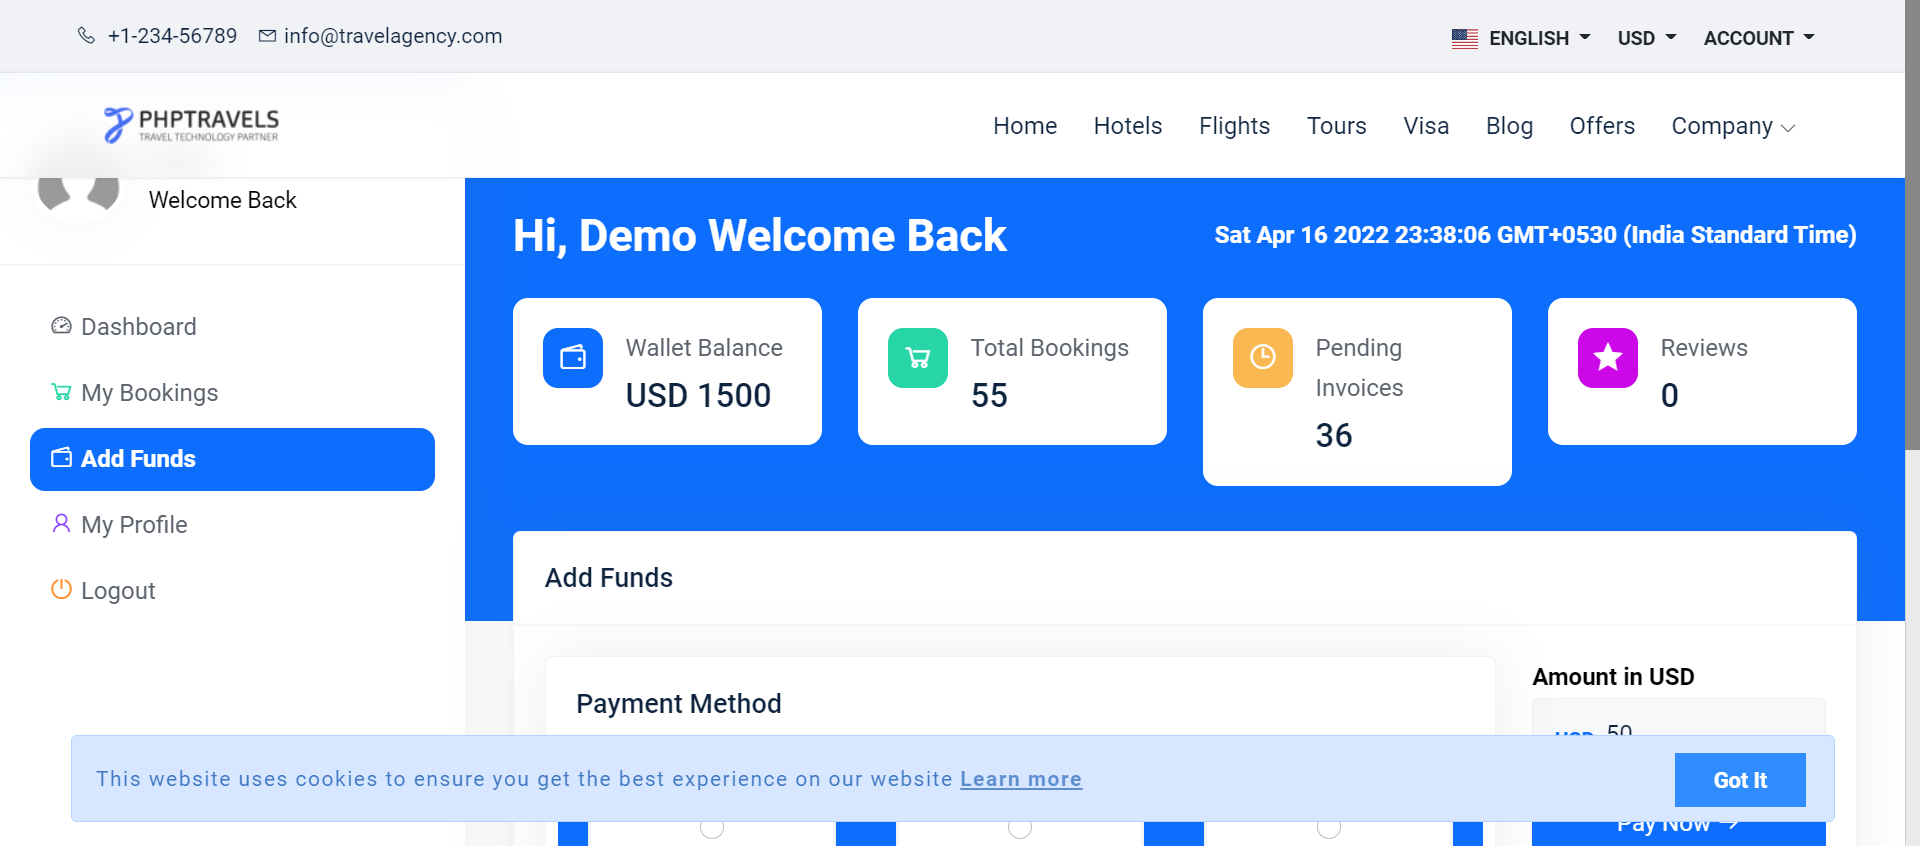 +1-234-56789 info@travelagency.com
ENGLISH USD ACCOUNT
PHPTRAVELS
TRAVEL TECHNOLOGY PARTNER
Home Hotels Flights Tours Visa Blog Offers Company
Welcome Back
Dashboard
My Bookings
Add Funds
My Profile
Logout
Hi, Demo Welcome Back
Sat Apr 16 2022 23:38:06 GMT+0530 (India Standard Time)
Wallet Balance
USD 1500
Total Bookings
55
Pending
Invoices
36
Reviews
0
Add Funds
Payment Method
Amount in USD
USD 50
This website uses cookies to ensure you get the best experience on our website Learn more
Got It
Pay Now